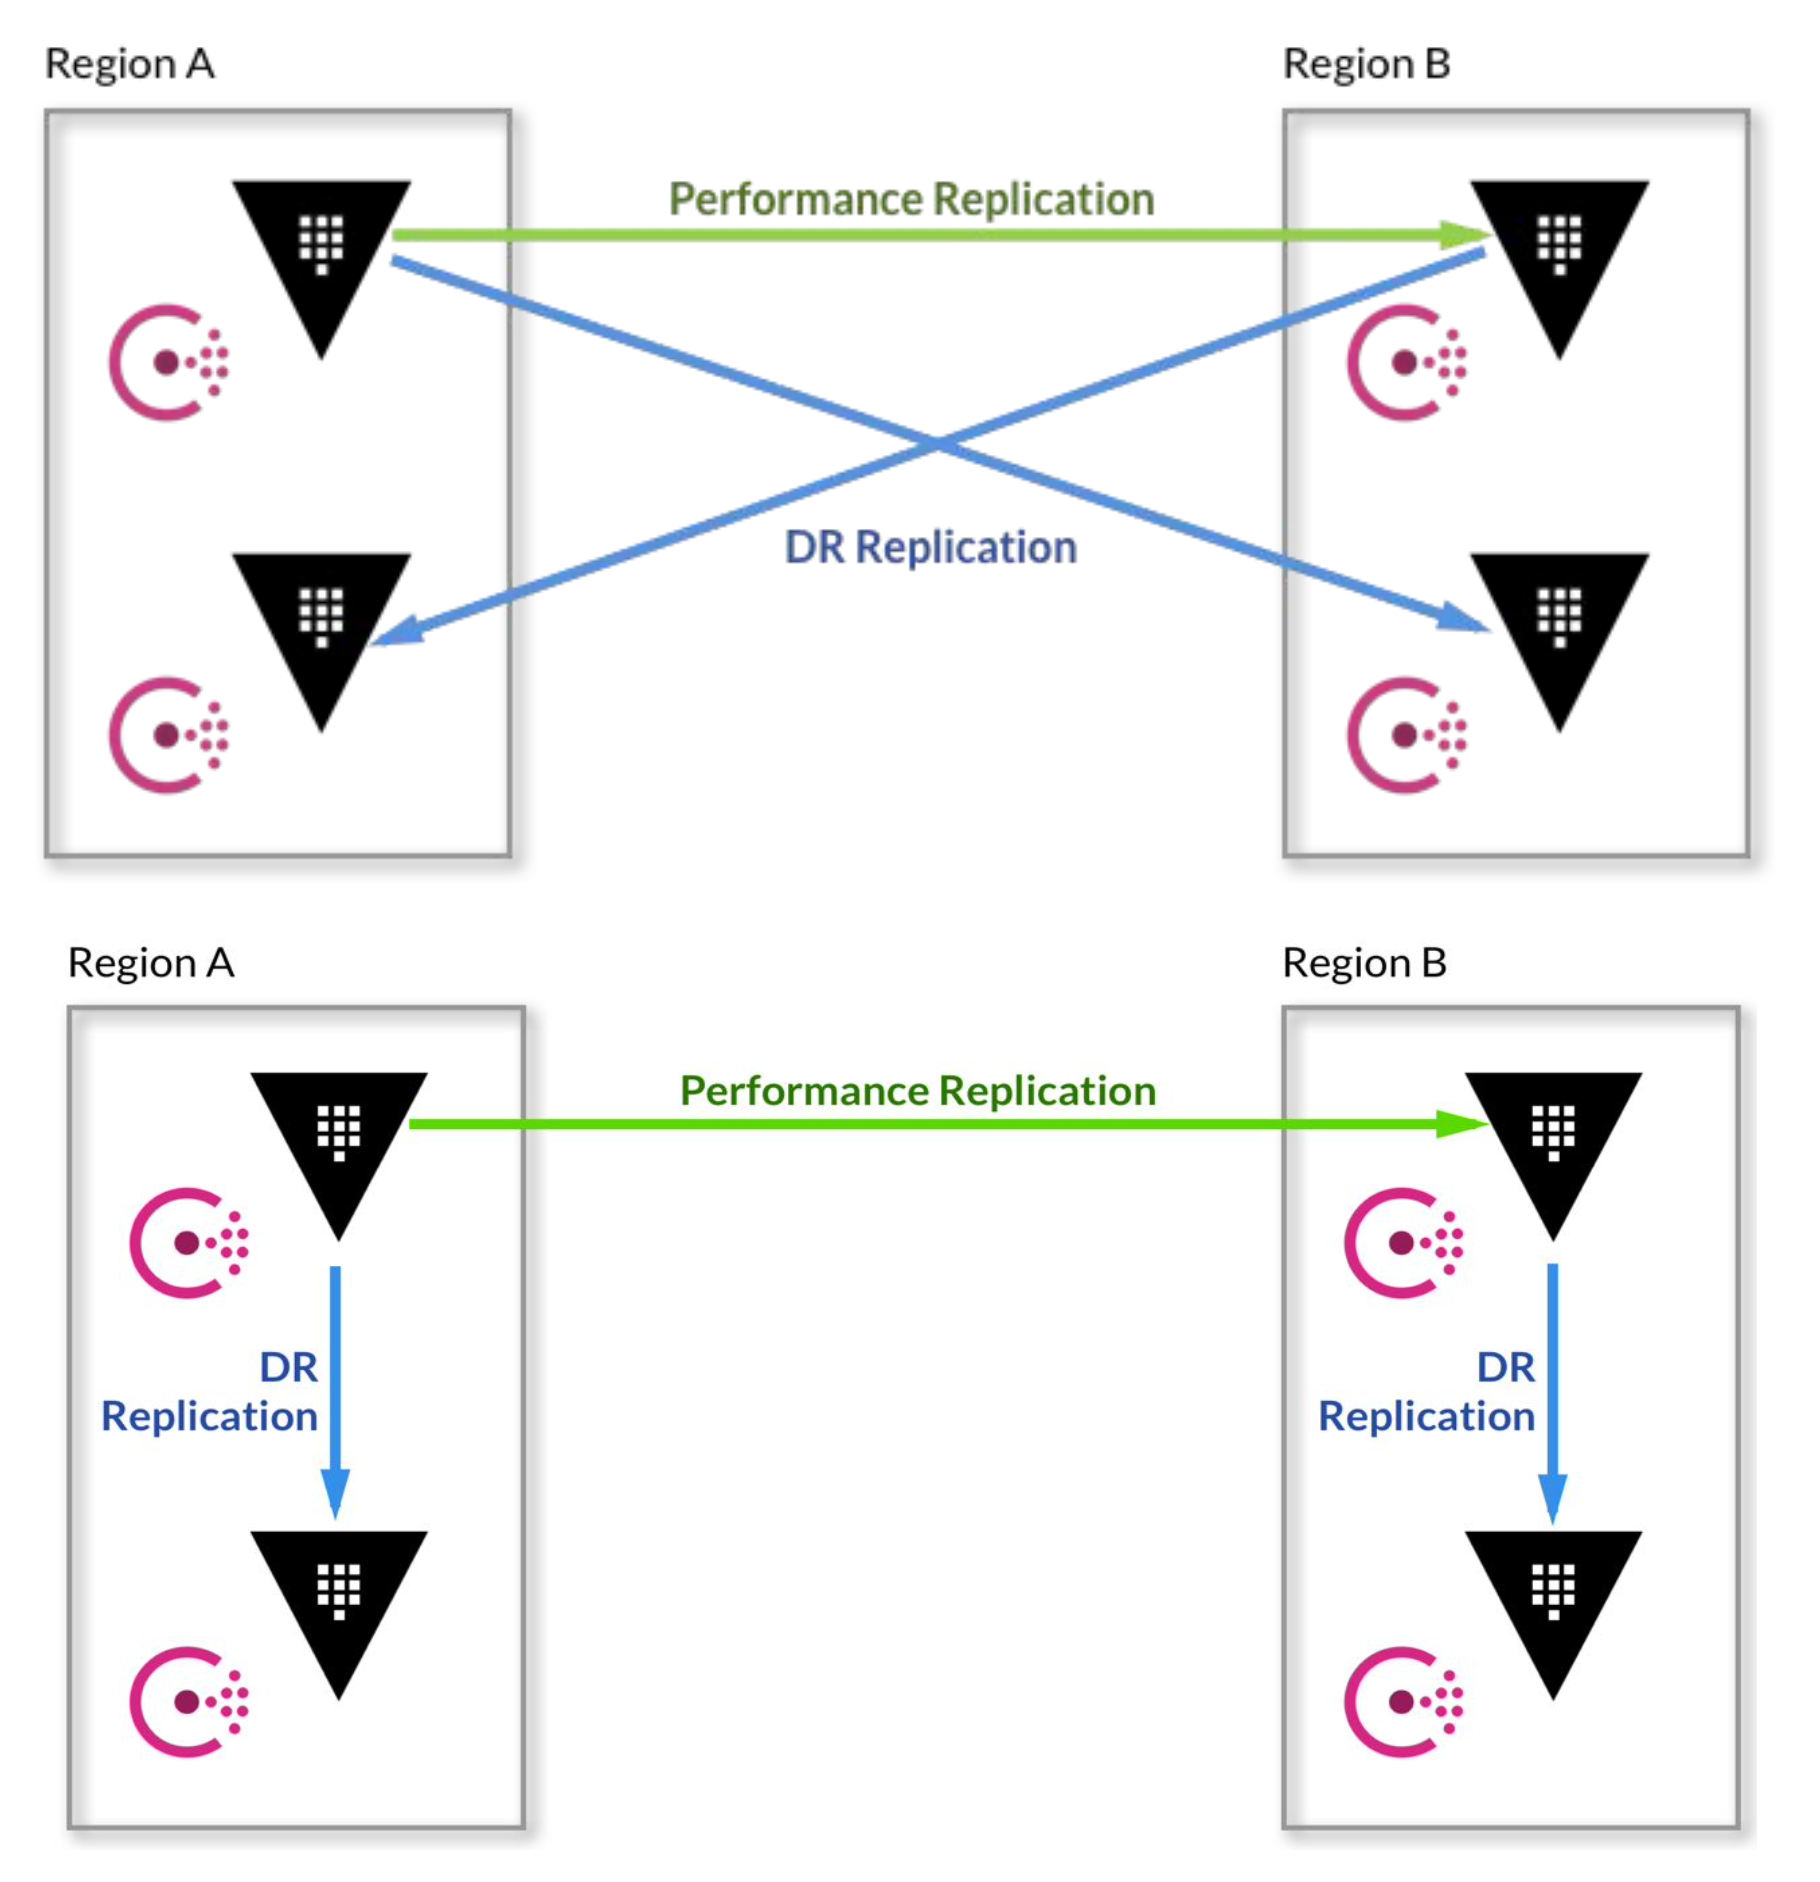 Region A
Region B
Performance Replication
DR Replication
Region A
Region B
Performance Replication
DR
Replication
DR
Replication